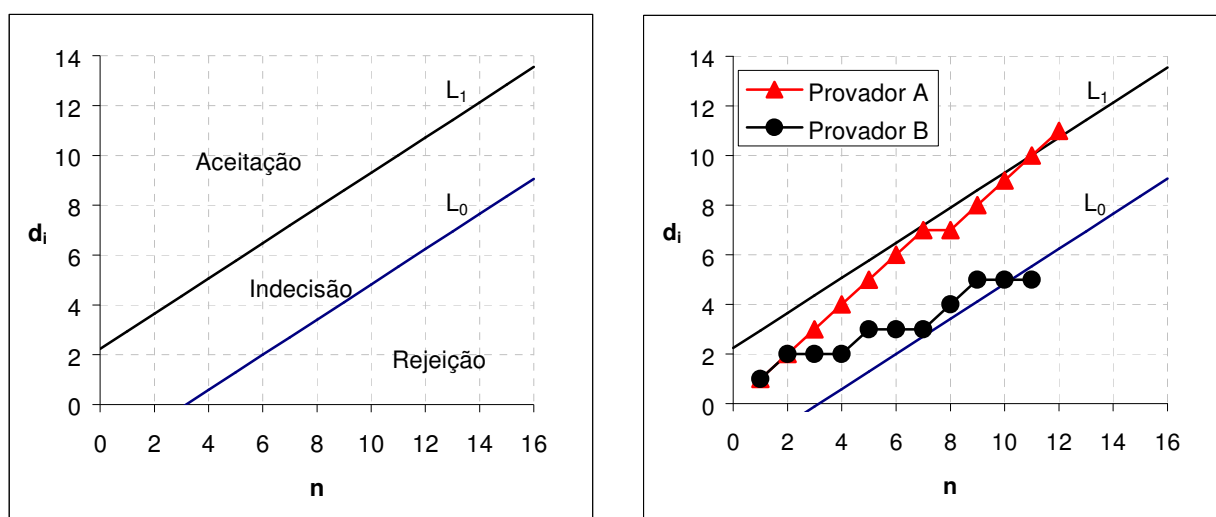 14
12
10
8
6
4
2
0
dᵢ
L₁
Aceitação
L₀
Indecisão
Rejeição
0 2 4 6 8 10 12 14 16
n
14
12
10
8
6
4
2
0
dᵢ
Provador A
Provador B
L₁
L₀
0 2 4 6 8 10 12 14 16
n